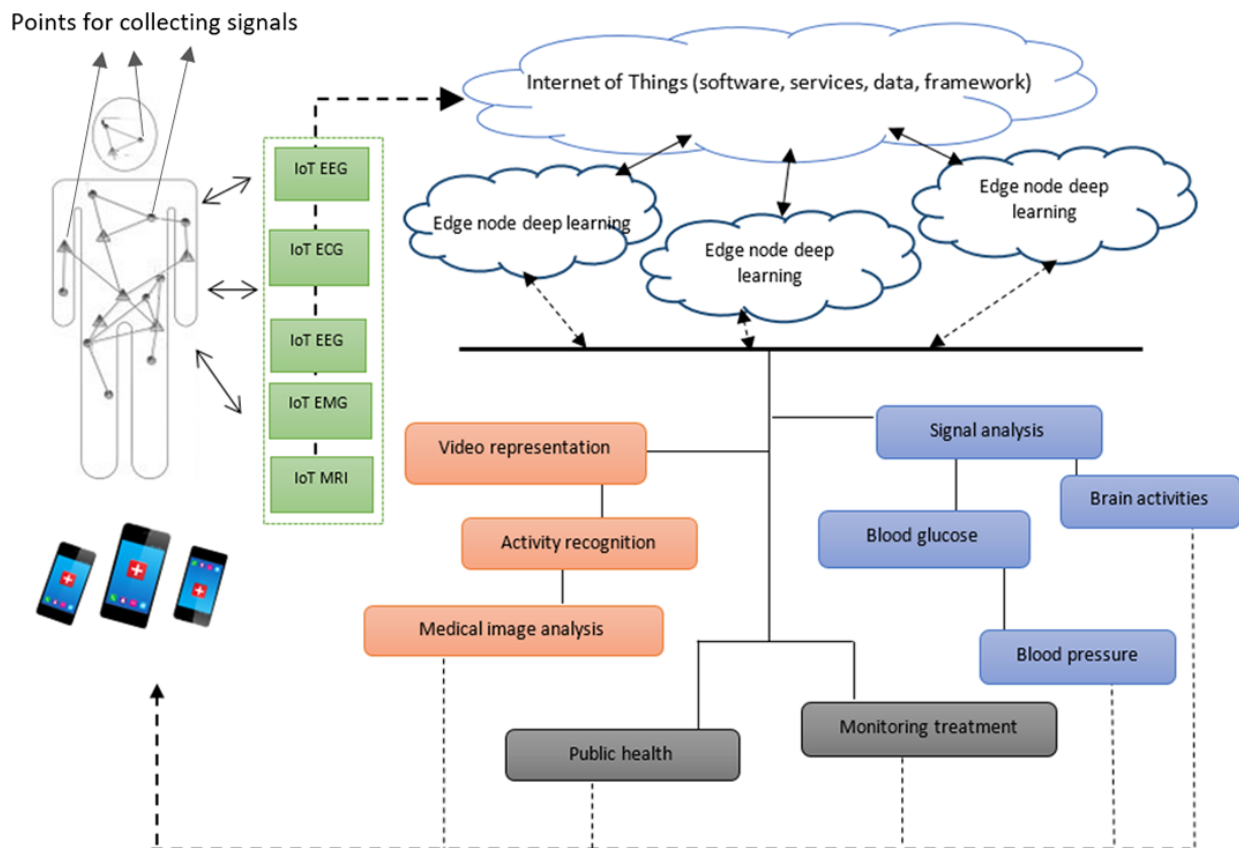 Points for collecting signals
Internet of Things (software, services, data, framework)
IoT EEG
IoT ECG
IoT EEG
IoT EMG
IoT MRI
Edge node deep learning
Edge node deep
learning
Edge node deep
learning
Video representation
Activity recognition
Medical image analysis
Signal analysis
Brain activities
Blood glucose
Blood pressure
Monitoring treatment
Public health